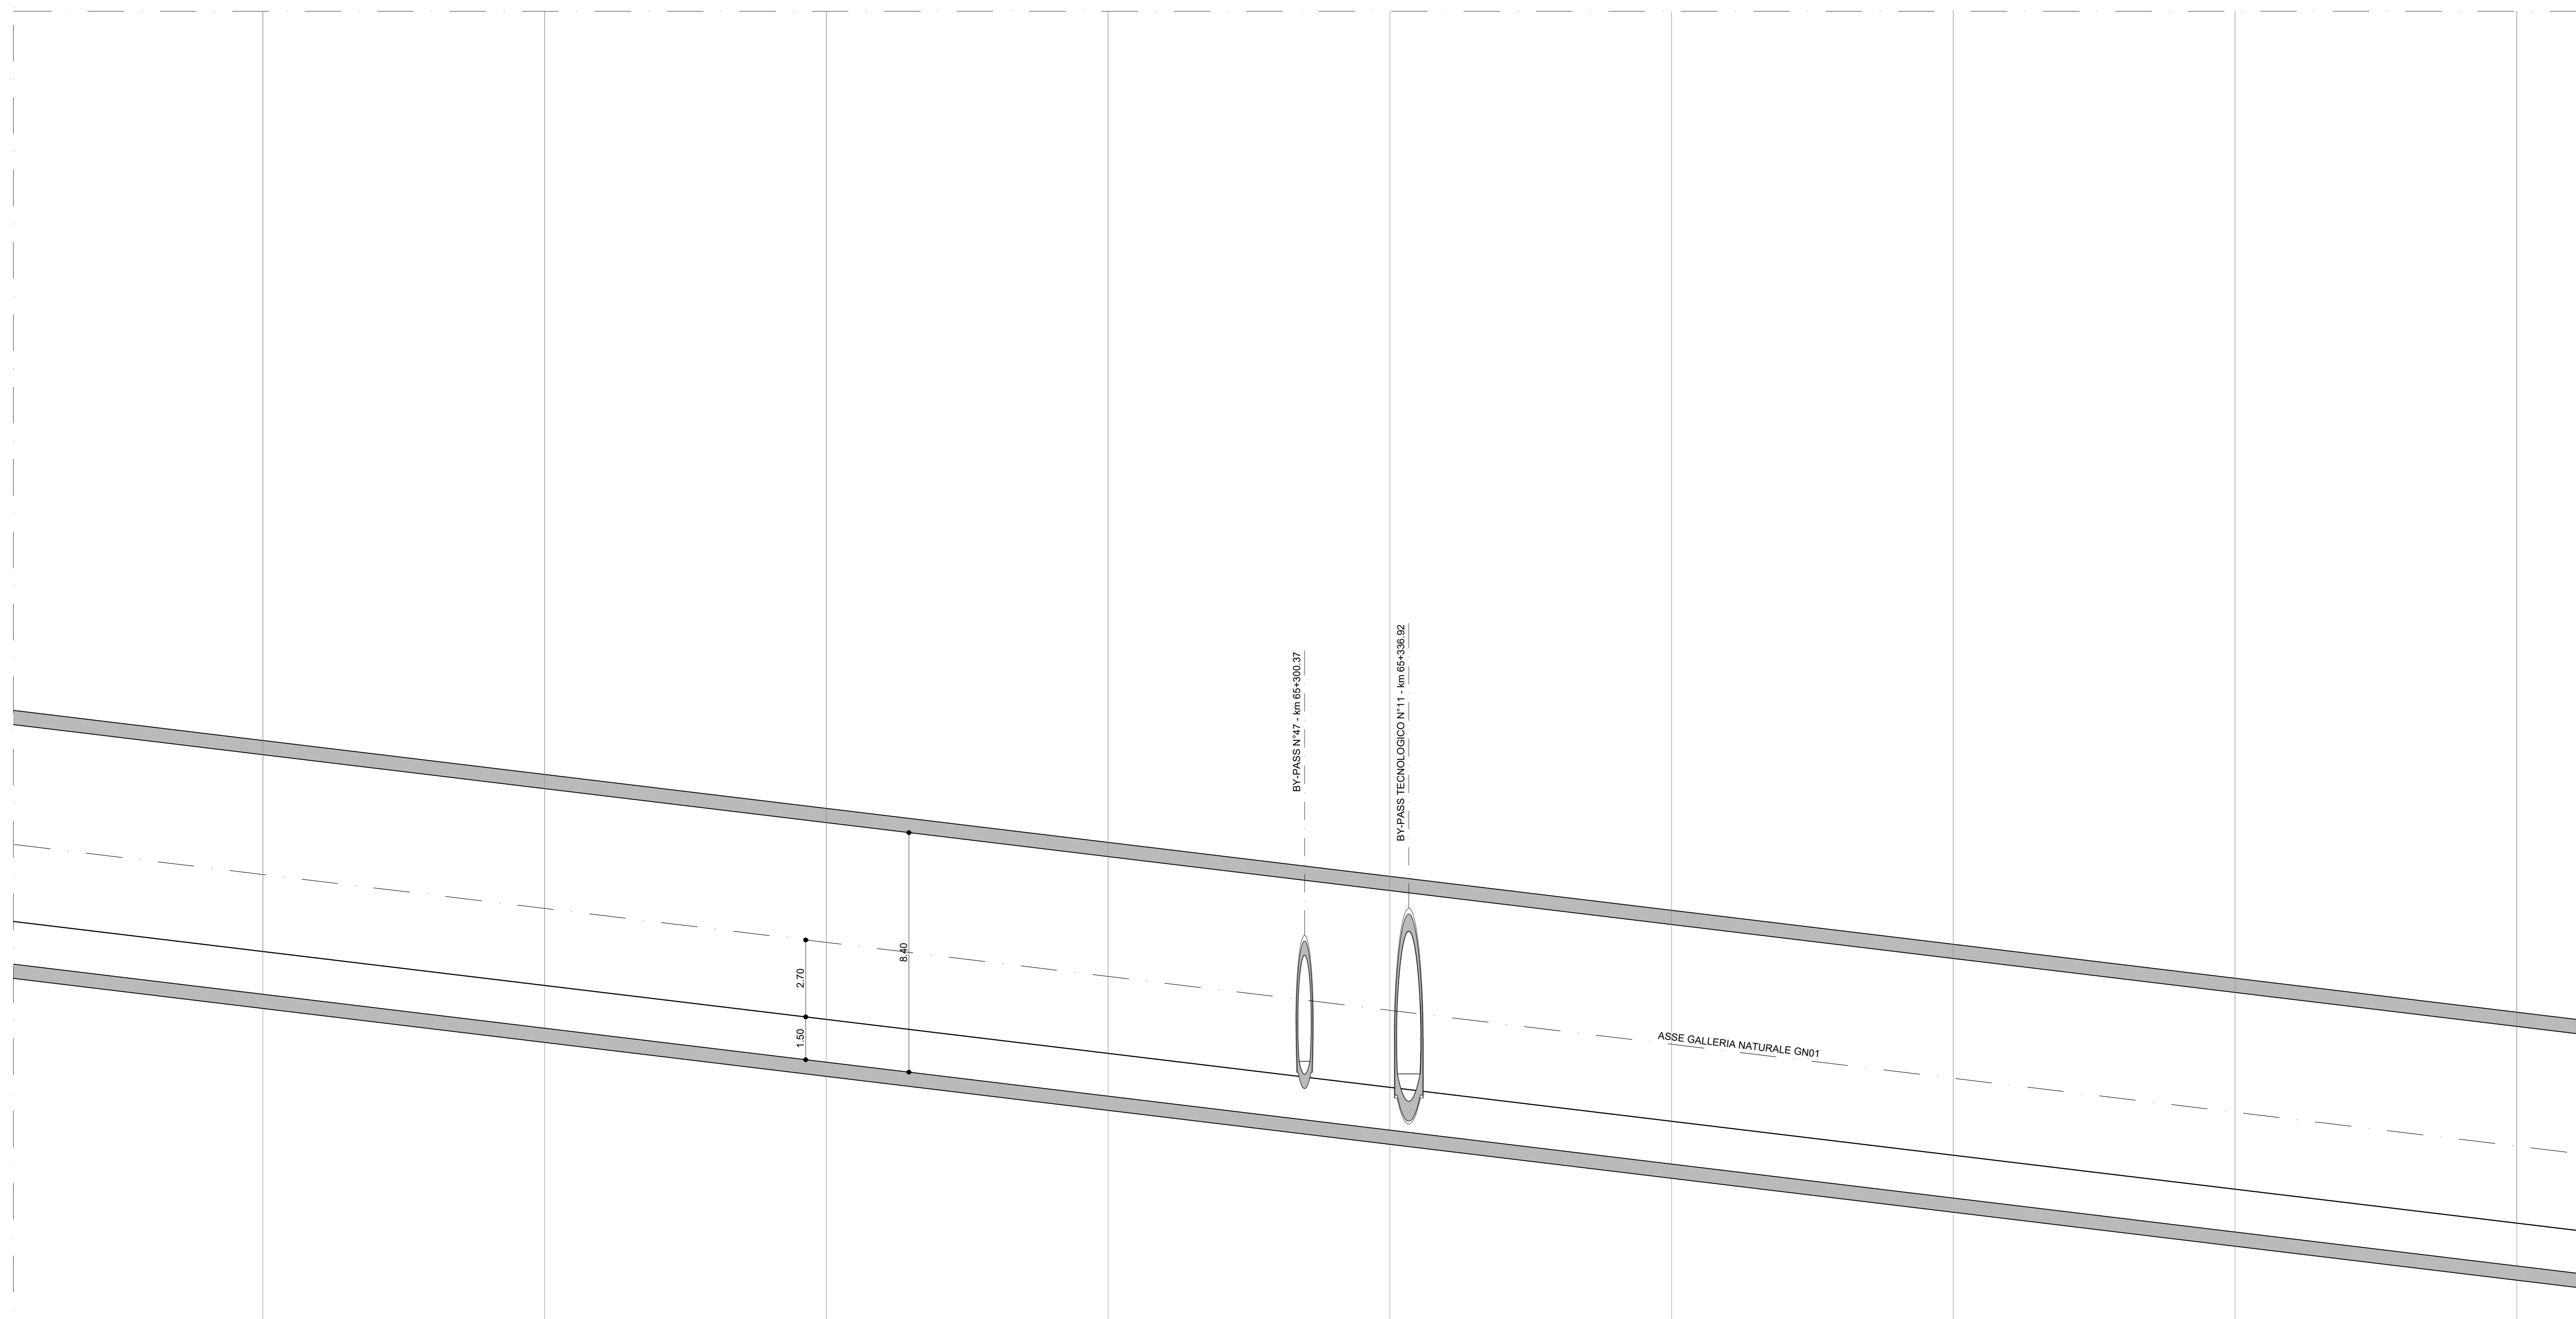 BY-PASS N°47 - km 65+300.37
BY-PASS TECNOLOGICO N°11 - km 65+336.92
2.70
1.50
8.40
ASSE GALLERIA NATURALE GN01